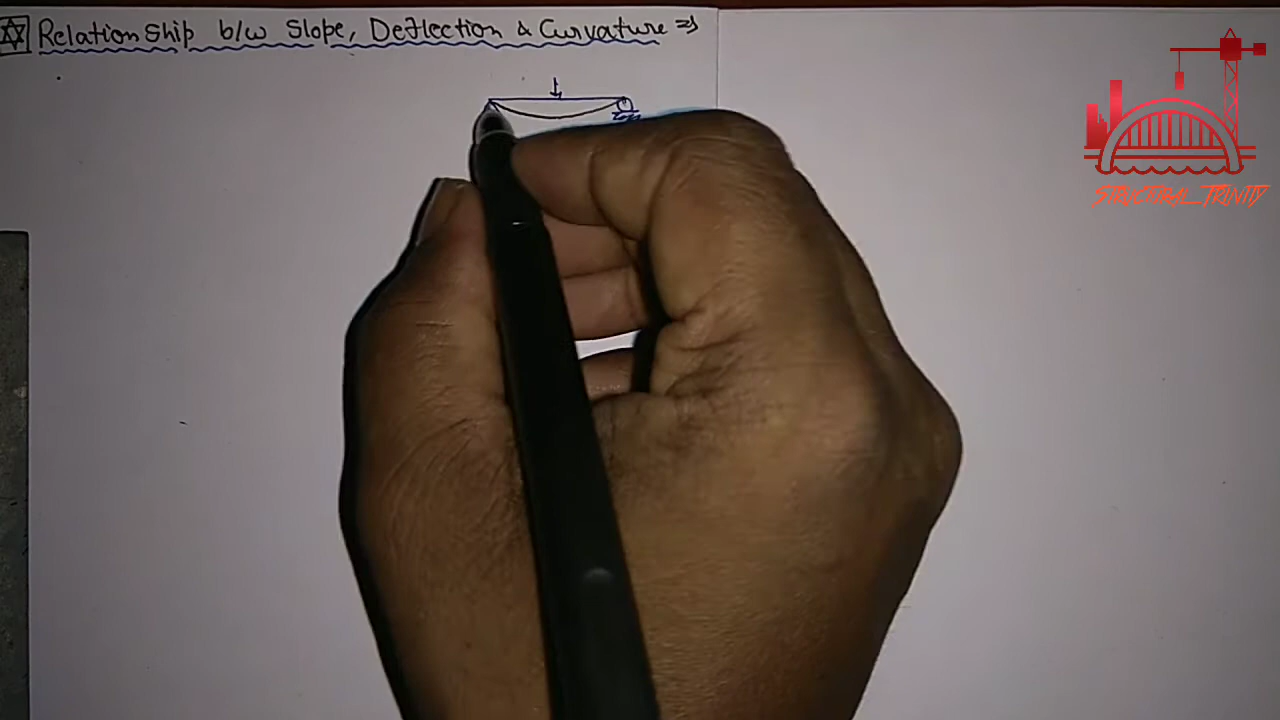 Relationship b/w Slope, Deflection & Curvature ⇒
STRUCTURAL_TRINITY